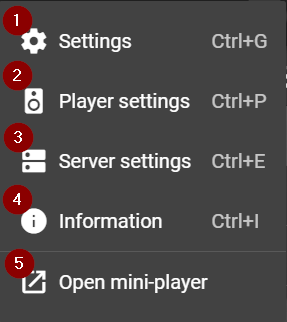 1
Settings Ctrl+G
2
Player settings Ctrl+P
3
Server settings Ctrl+E
4
Information Ctrl+I
5
Open mini-player